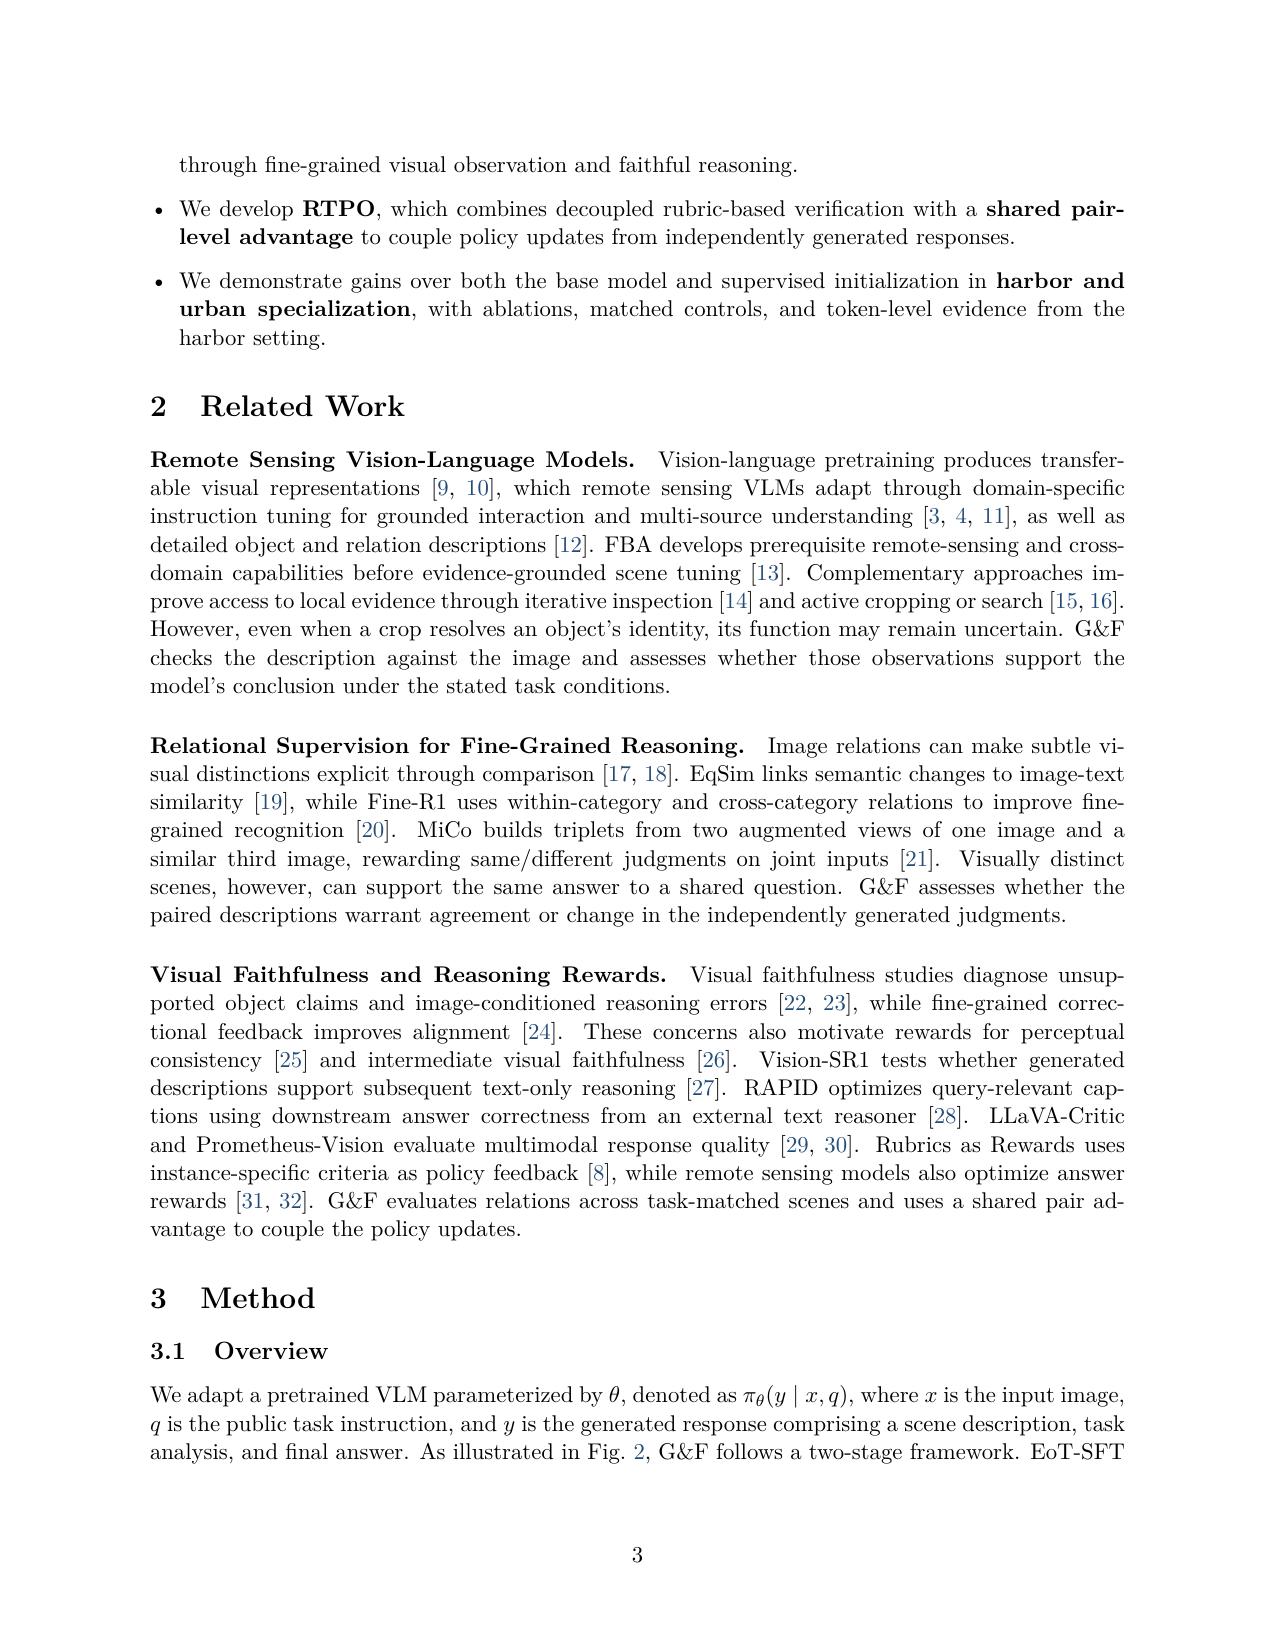 through fine-grained visual observation and faithful reasoning.
• We develop RTPO, which combines decoupled rubric-based verification with a shared pair-
level advantage to couple policy updates from independently generated responses.
• We demonstrate gains over both the base model and supervised initialization in harbor and
urban specialization, with ablations, matched controls, and token-level evidence from the
harbor setting.
2 Related Work
Remote Sensing Vision-Language Models. Vision-language pretraining produces transfer-
able visual representations [9, 10], which remote sensing VLMs adapt through domain-specific
instruction tuning for grounded interaction and multi-source understanding [3, 4, 11], as well as
detailed object and relation descriptions [12]. FBA develops prerequisite remote-sensing and cross-
domain capabilities before evidence-grounded scene tuning [13]. Complementary approaches im-
prove access to local evidence through iterative inspection [14] and active cropping or search [15, 16].
However, even when a crop resolves an object's identity, its function may remain uncertain. G&F
checks the description against the image and assesses whether those observations support the
model's conclusion under the stated task conditions.
Relational Supervision for Fine-Grained Reasoning. Image relations can make subtle vi-
sual distinctions explicit through comparison [17, 18]. EqSim links semantic changes to image-text
similarity [19], while Fine-R1 uses within-category and cross-category relations to improve fine-
grained recognition [20]. MiCo builds triplets from two augmented views of one image and a
similar third image, rewarding same/different judgments on joint inputs [21]. Visually distinct
scenes, however, can support the same answer to a shared question. G&F assesses whether the
paired descriptions warrant agreement or change in the independently generated judgments.
Visual Faithfulness and Reasoning Rewards. Visual faithfulness studies diagnose unsup-
ported object claims and image-conditioned reasoning errors [22, 23], while fine-grained correc-
tional feedback improves alignment [24]. These concerns also motivate rewards for perceptual
consistency [25] and intermediate visual faithfulness [26]. Vision-SR1 tests whether generated
descriptions support subsequent text-only reasoning [27]. RAPID optimizes query-relevant cap-
tions using downstream answer correctness from an external text reasoner [28]. LLaVA-Critic
and Prometheus-Vision evaluate multimodal response quality [29, 30]. Rubrics as Rewards uses
instance-specific criteria as policy feedback [8], while remote sensing models also optimize answer
rewards [31, 32]. G&F evaluates relations across task-matched scenes and uses a shared pair ad-
vantage to couple the policy updates.
3 Method
3.1 Overview
We adapt a pretrained VLM parameterized by θ, denoted as π_θ(y | x, q), where x is the input image,
q is the public task instruction, and y is the generated response comprising a scene description, task
analysis, and final answer. As illustrated in Fig. 2, G&F follows a two-stage framework. EoT-SFT
3